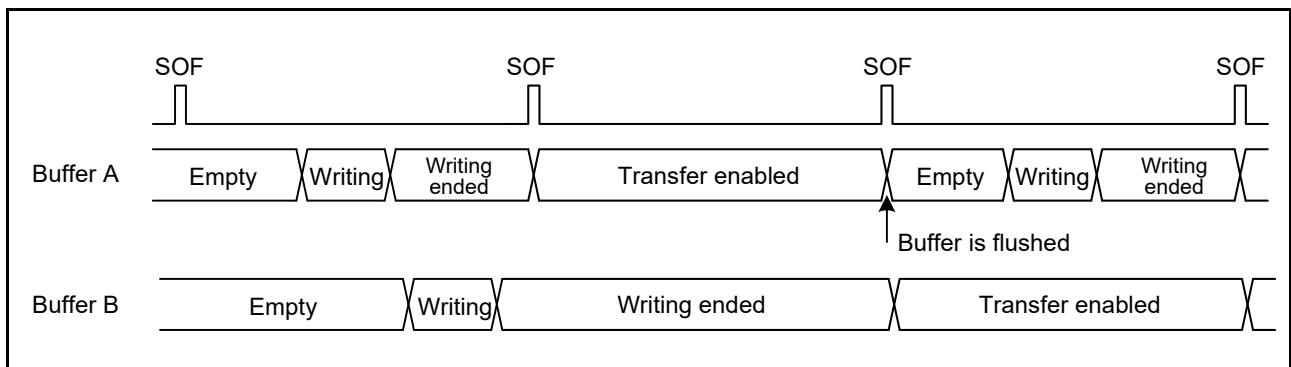 SOF SOF SOF SOF
Buffer A Empty Writing Writing ended Transfer enabled Empty Writing Writing ended
Buffer is flushed
Buffer B Empty Writing Writing ended Transfer enabled